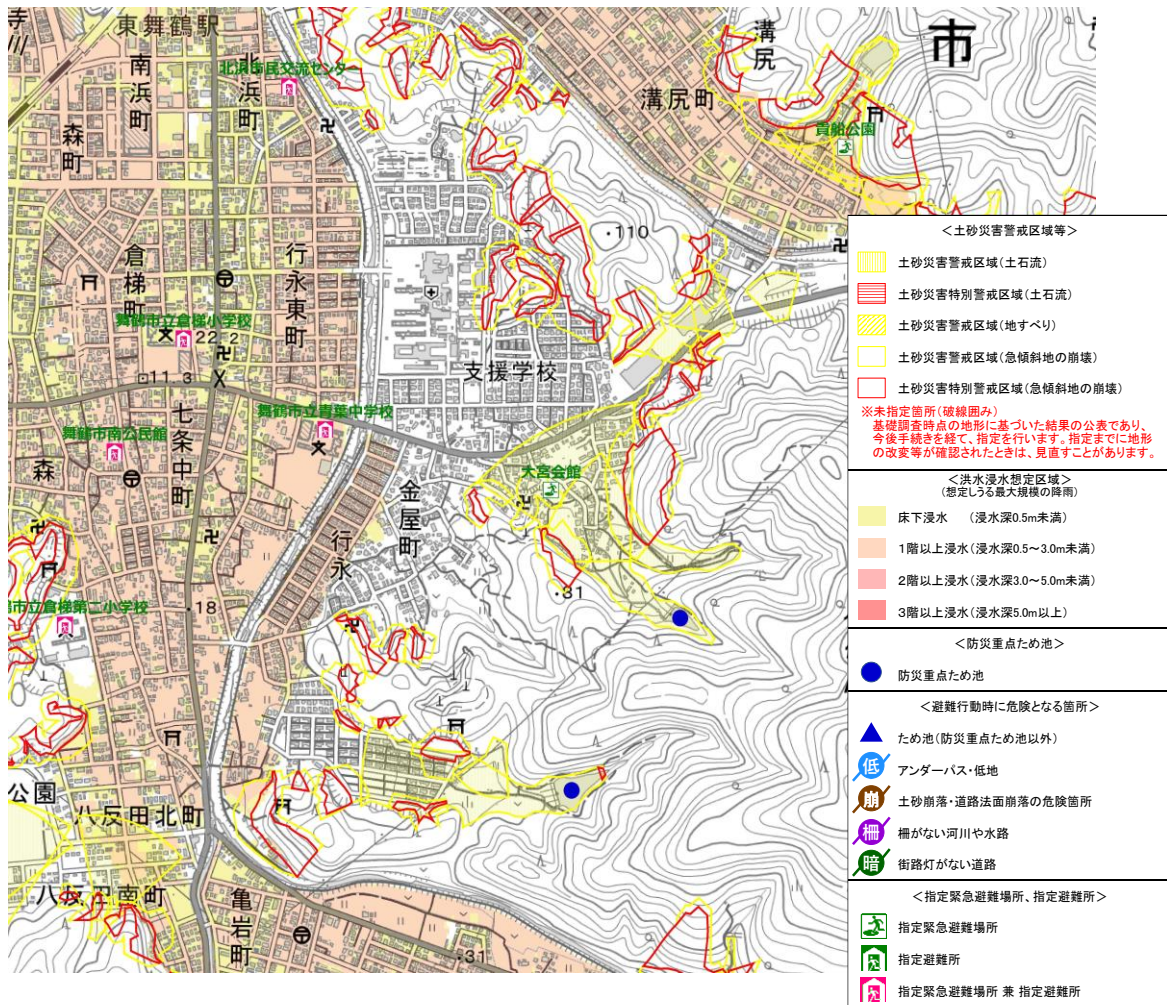 東舞鶴駅
南浜町
北浜町
北浜市民交流センター
森町
溝尻
溝尻町
市
貴船公園
・110
倉梯町
行永東町
舞鶴市立倉梯小学校
22.2
11.3
支援学校
舞鶴市立青葉中学校
舞鶴市南公民館
七条中町
森
大宮会館
金屋町
行永
・31
・18
鶴市立倉梯第二小学校
公園
八反田北町
八反田南町
亀岩町
・31
＜土砂災害警戒区域等＞
土砂災害警戒区域（土石流）
土砂災害特別警戒区域（土石流）
土砂災害警戒区域（地すべり）
土砂災害警戒区域（急傾斜地の崩壊）
土砂災害特別警戒区域（急傾斜地の崩壊）
※未指定箇所（破線囲み）
基礎調査時点の地形に基づいた結果の公表であり、
今後手続きを経て、指定を行います。指定までに地形
の改変等が確認されたときは、見直すことがあります。
＜洪水浸水想定区域＞
（想定しうる最大規模の降雨）
床下浸水　（浸水深0.5m未満）
1階以上浸水（浸水深0.5～3.0m未満）
2階以上浸水（浸水深3.0～5.0m未満）
3階以上浸水（浸水深5.0m以上）
＜防災重点ため池＞
防災重点ため池
＜避難行動時に危険となる箇所＞
ため池（防災重点ため池以外）
低 アンダーパス・低地
崩 土砂崩落・道路法面崩落の危険箇所
柵 柵がない河川や水路
暗 街路灯がない道路
＜指定緊急避難場所、指定避難所＞
指定緊急避難場所
指定避難所
指定緊急避難場所 兼 指定避難所